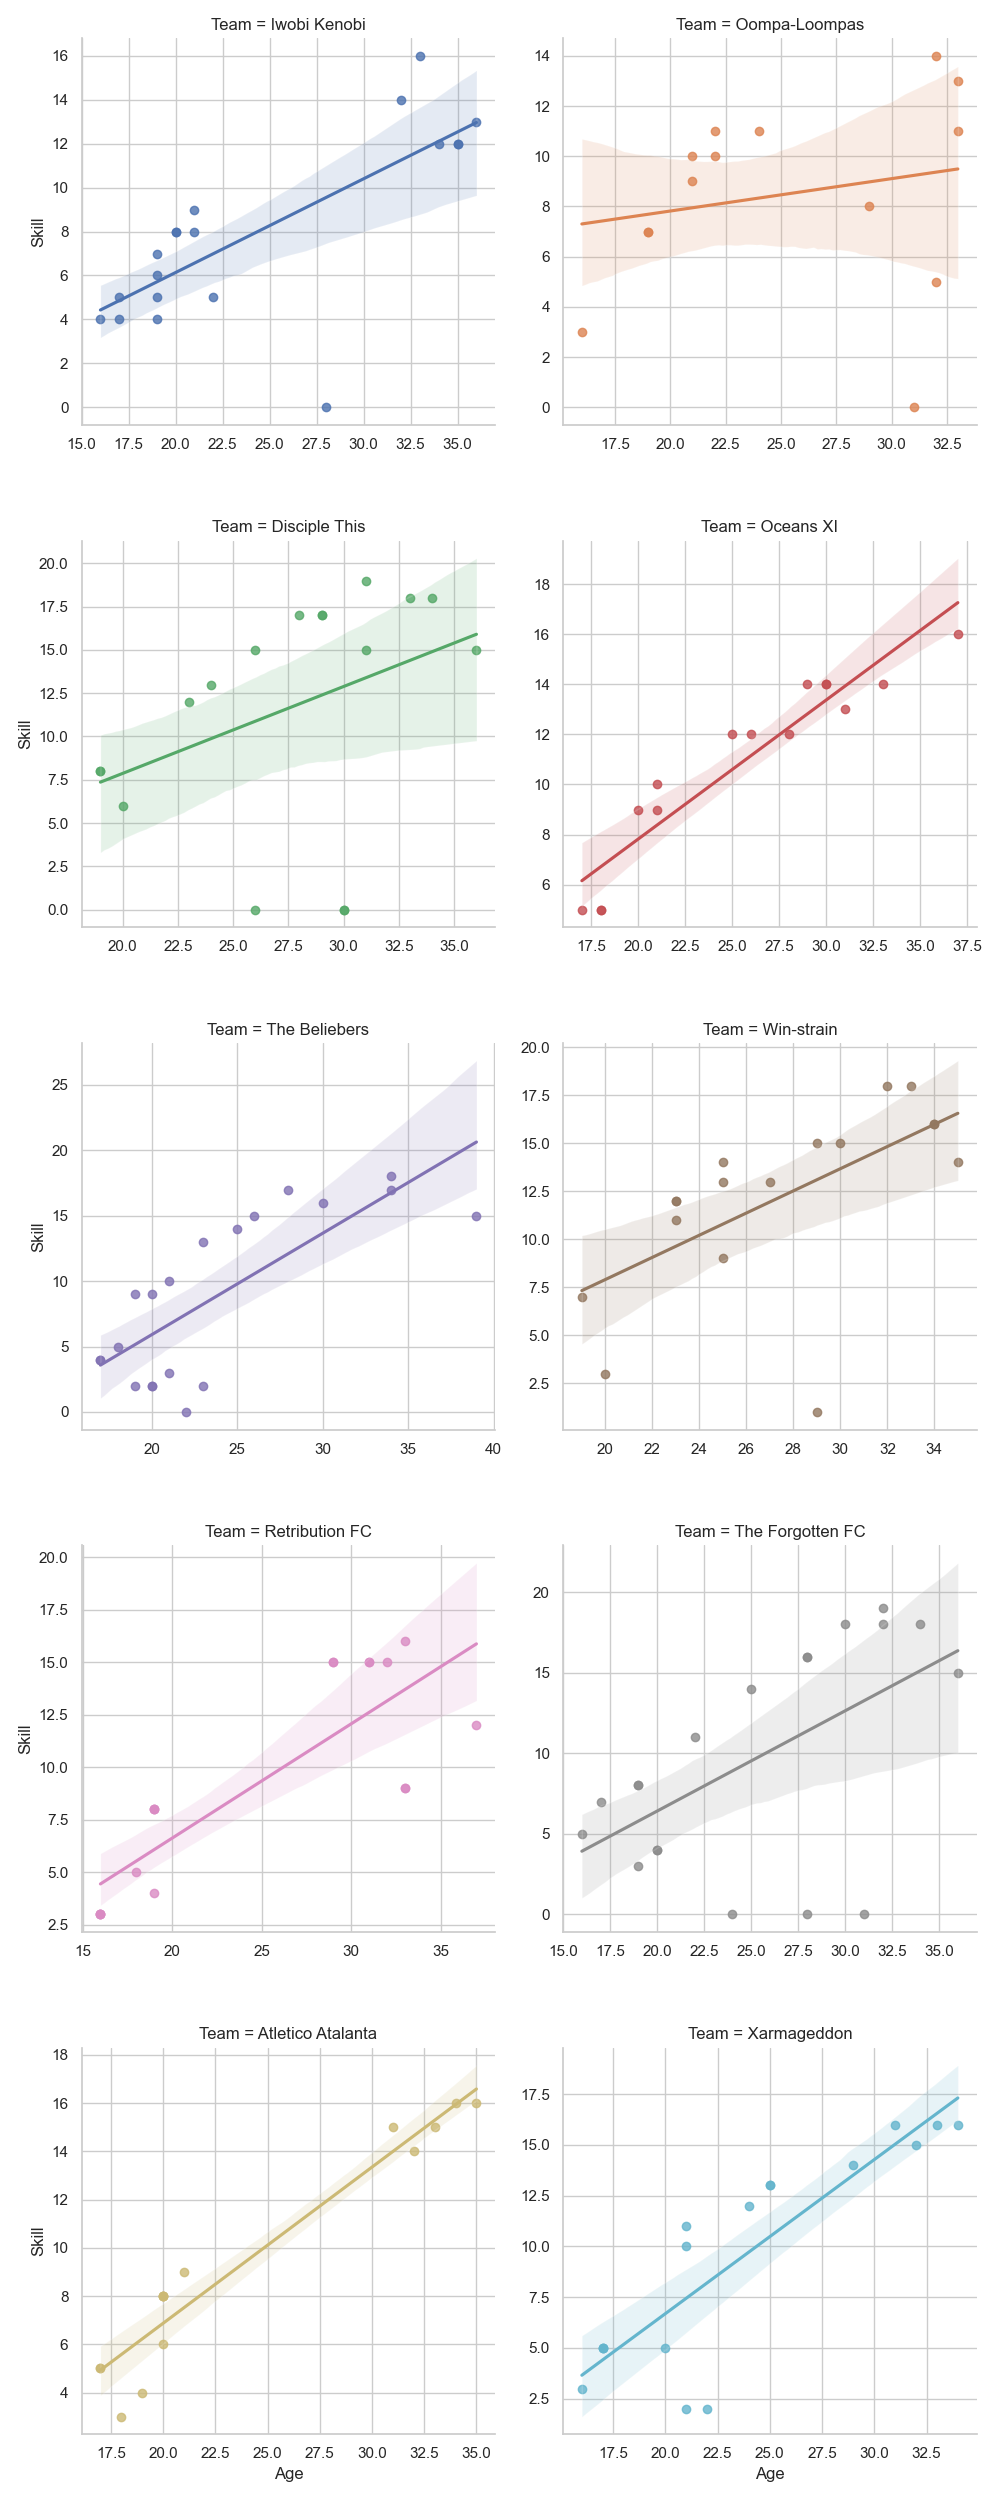 Team = Iwobi Kenobi
16
14
12
10
8
6
4
2
0
Skill
15.0 17.5 20.0 22.5 25.0 27.5 30.0 32.5 35.0
Team = Oompa-Loompas
14
12
10
8
6
4
2
0
17.5 20.0 22.5 25.0 27.5 30.0 32.5
Team = Disciple This
20.0
17.5
15.0
12.5
10.0
7.5
5.0
2.5
0.0
Skill
20.0 22.5 25.0 27.5 30.0 32.5 35.0
Team = Oceans XI
18
16
14
12
10
8
6
17.5 20.0 22.5 25.0 27.5 30.0 32.5 35.0 37.5
Team = The Beliebers
25
20
15
10
5
0
Skill
20 25 30 35 40
Team = Win-strain
20.0
17.5
15.0
12.5
10.0
7.5
5.0
2.5
20 22 24 26 28 30 32 34
Team = Retribution FC
20.0
17.5
15.0
12.5
10.0
7.5
5.0
2.5
Skill
15 20 25 30 35
Team = The Forgotten FC
20
15
10
5
0
15.0 17.5 20.0 22.5 25.0 27.5 30.0 32.5 35.0
Team = Atletico Atalanta
18
16
14
12
10
8
6
4
Skill
17.5 20.0 22.5 25.0 27.5 30.0 32.5 35.0
Age
Team = Xarmageddon
17.5
15.0
12.5
10.0
7.5
5.0
2.5
17.5 20.0 22.5 25.0 27.5 30.0 32.5
Age